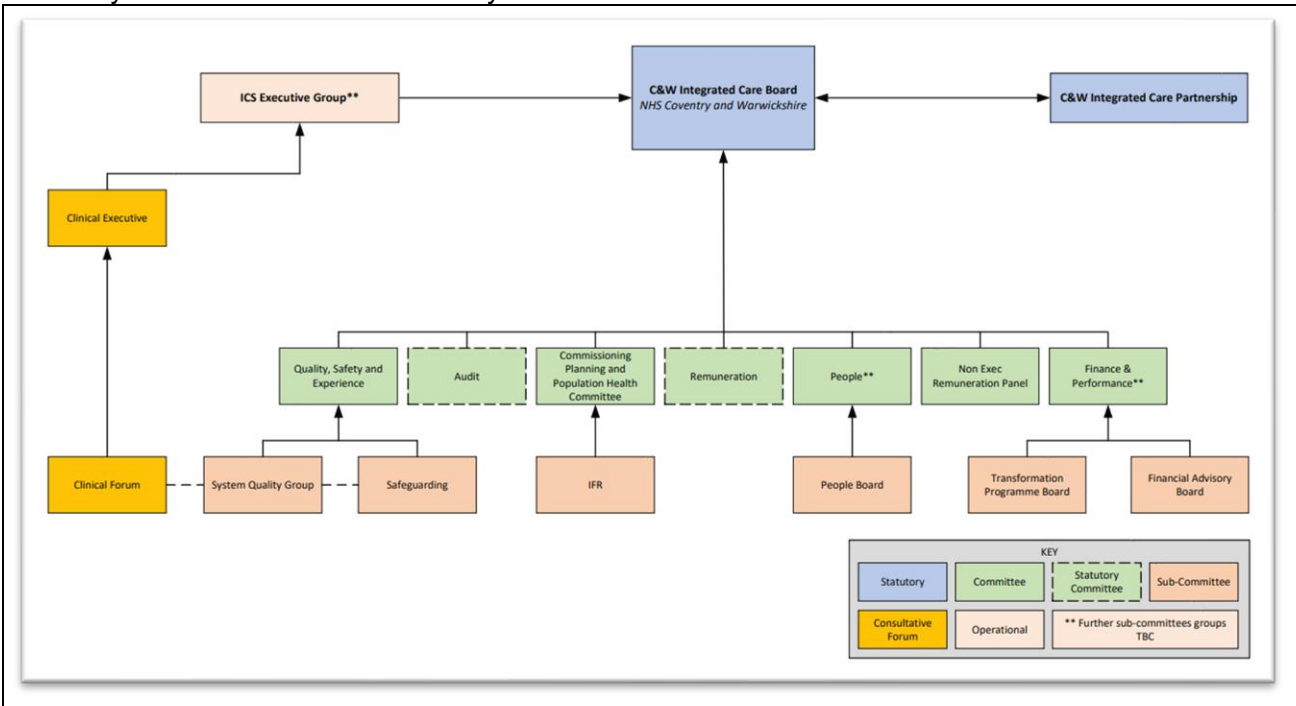 C&W Integrated Care Board
NHS Coventry and Warwickshire
ICS Executive Group**
C&W Integrated Care Partnership
Clinical Executive
Quality, Safety and
Experience
Audit
Commissioning
Planning and
Population Health
Committee
Remuneration
People**
Non Exec
Remuneration Panel
Finance &
Performance**
Clinical Forum
System Quality Group
Safeguarding
IFR
People Board
Transformation
Programme Board
Financial Advisory
Board
KEY
Statutory
Committee
Statutory
Committee
Sub-Committee
Consultative
Forum
Operational
** Further sub-committees groups
TBC